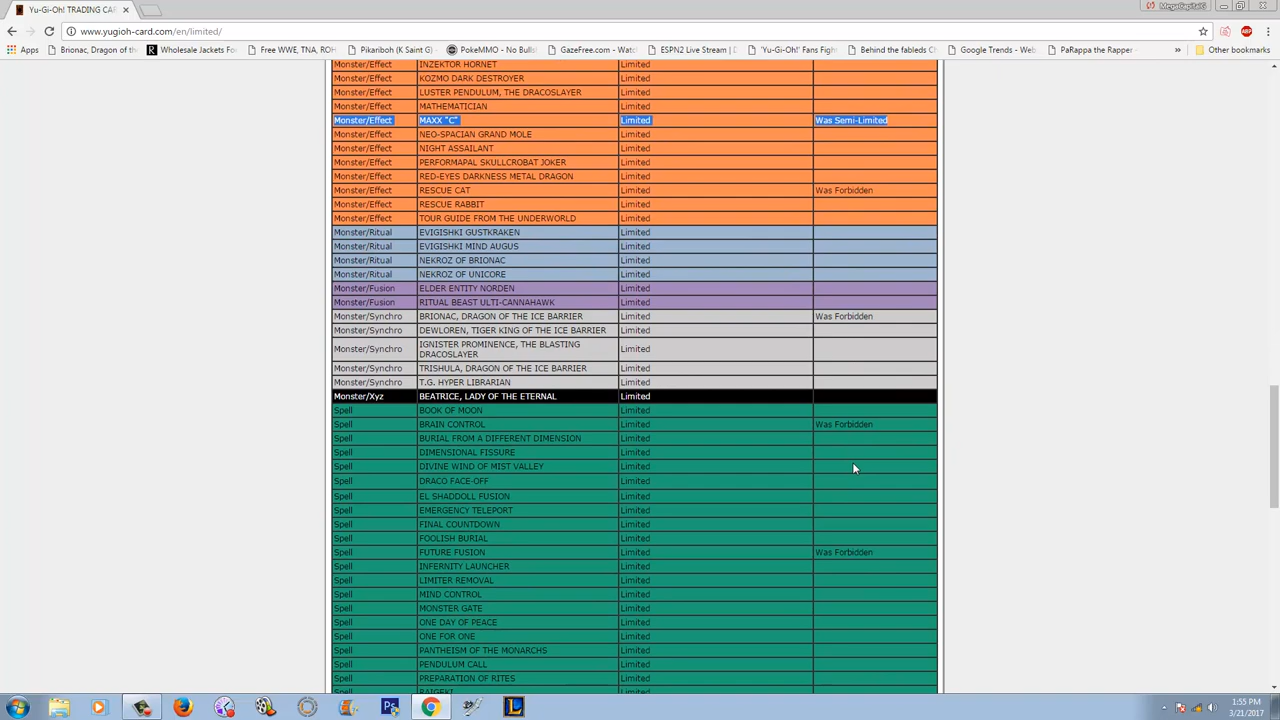 Yu-Gi-Oh! TRADING CA
MegaCapitalG
www.yugioh-card.com/en/limited/
Apps Brionac, Dragon of the Wholesale Jackets Fo Free WWE, TNA, ROH Pikariboh (K Saint G) PokeMMO - No Bulls GazeFree.com - Watc ESPN2 Live Stream | 'Yu-Gi-Oh!' Fans Fight Behind the fableds Ch Google Trends - Web PaRappa the Rapper Other bookmarks
Monster/Effect INZEKTOR HORNET Limited
Monster/Effect KOZMO DARK DESTROYER Limited
Monster/Effect LUSTER PENDULUM, THE DRACOSLAYER Limited
Monster/Effect MATHEMATICIAN Limited
Monster/Effect MAXX "C" Limited Was Semi-Limited
Monster/Effect NEO-SPACIAN GRAND MOLE Limited
Monster/Effect NIGHT ASSAILANT Limited
Monster/Effect PERFORMAPAL SKULLCROBAT JOKER Limited
Monster/Effect RED-EYES DARKNESS METAL DRAGON Limited
Monster/Effect RESCUE CAT Limited Was Forbidden
Monster/Effect RESCUE RABBIT Limited
Monster/Effect TOUR GUIDE FROM THE UNDERWORLD Limited
Monster/Ritual EVIGISHKI GUSTKRAKEN Limited
Monster/Ritual EVIGISHKI MIND AUGUS Limited
Monster/Ritual NEKROZ OF BRIONAC Limited
Monster/Ritual NEKROZ OF UNICORE Limited
Monster/Fusion ELDER ENTITY NORDEN Limited
Monster/Fusion RITUAL BEAST ULTI-CANNAHAWK Limited
Monster/Synchro BRIONAC, DRAGON OF THE ICE BARRIER Limited Was Forbidden
Monster/Synchro DEWLOREN, TIGER KING OF THE ICE BARRIER Limited
Monster/Synchro IGNISTER PROMINENCE, THE BLASTING
DRACOSLAYER Limited
Monster/Synchro TRISHULA, DRAGON OF THE ICE BARRIER Limited
Monster/Synchro T.G. HYPER LIBRARIAN Limited
Monster/Xyz BEATRICE, LADY OF THE ETERNAL Limited
Spell BOOK OF MOON Limited
Spell BRAIN CONTROL Limited Was Forbidden
Spell BURIAL FROM A DIFFERENT DIMENSION Limited
Spell DIMENSIONAL FISSURE Limited
Spell DIVINE WIND OF MIST VALLEY Limited
Spell DRACO FACE-OFF Limited
Spell EL SHADDOLL FUSION Limited
Spell EMERGENCY TELEPORT Limited
Spell FINAL COUNTDOWN Limited
Spell FOOLISH BURIAL Limited
Spell FUTURE FUSION Limited Was Forbidden
Spell INFERNITY LAUNCHER Limited
Spell LIMITER REMOVAL Limited
Spell MIND CONTROL Limited
Spell MONSTER GATE Limited
Spell ONE DAY OF PEACE Limited
Spell ONE FOR ONE Limited
Spell PANTHEISM OF THE MONARCHS Limited
Spell PENDULUM CALL Limited
Spell PREPARATION OF RITES Limited
Spell RAIGEKI Limited
1:55 PM
3/21/2017